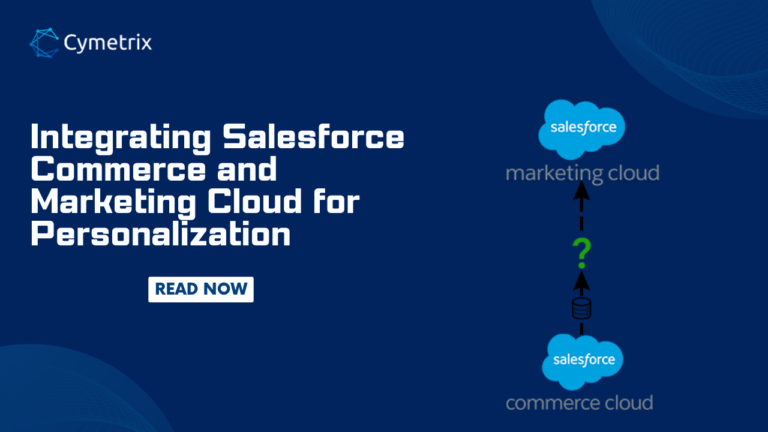 Cymetrix
Integrating Salesforce
Commerce and
Marketing Cloud for
Personalization
READ NOW
salesforce
marketing cloud
?
salesforce
commerce cloud